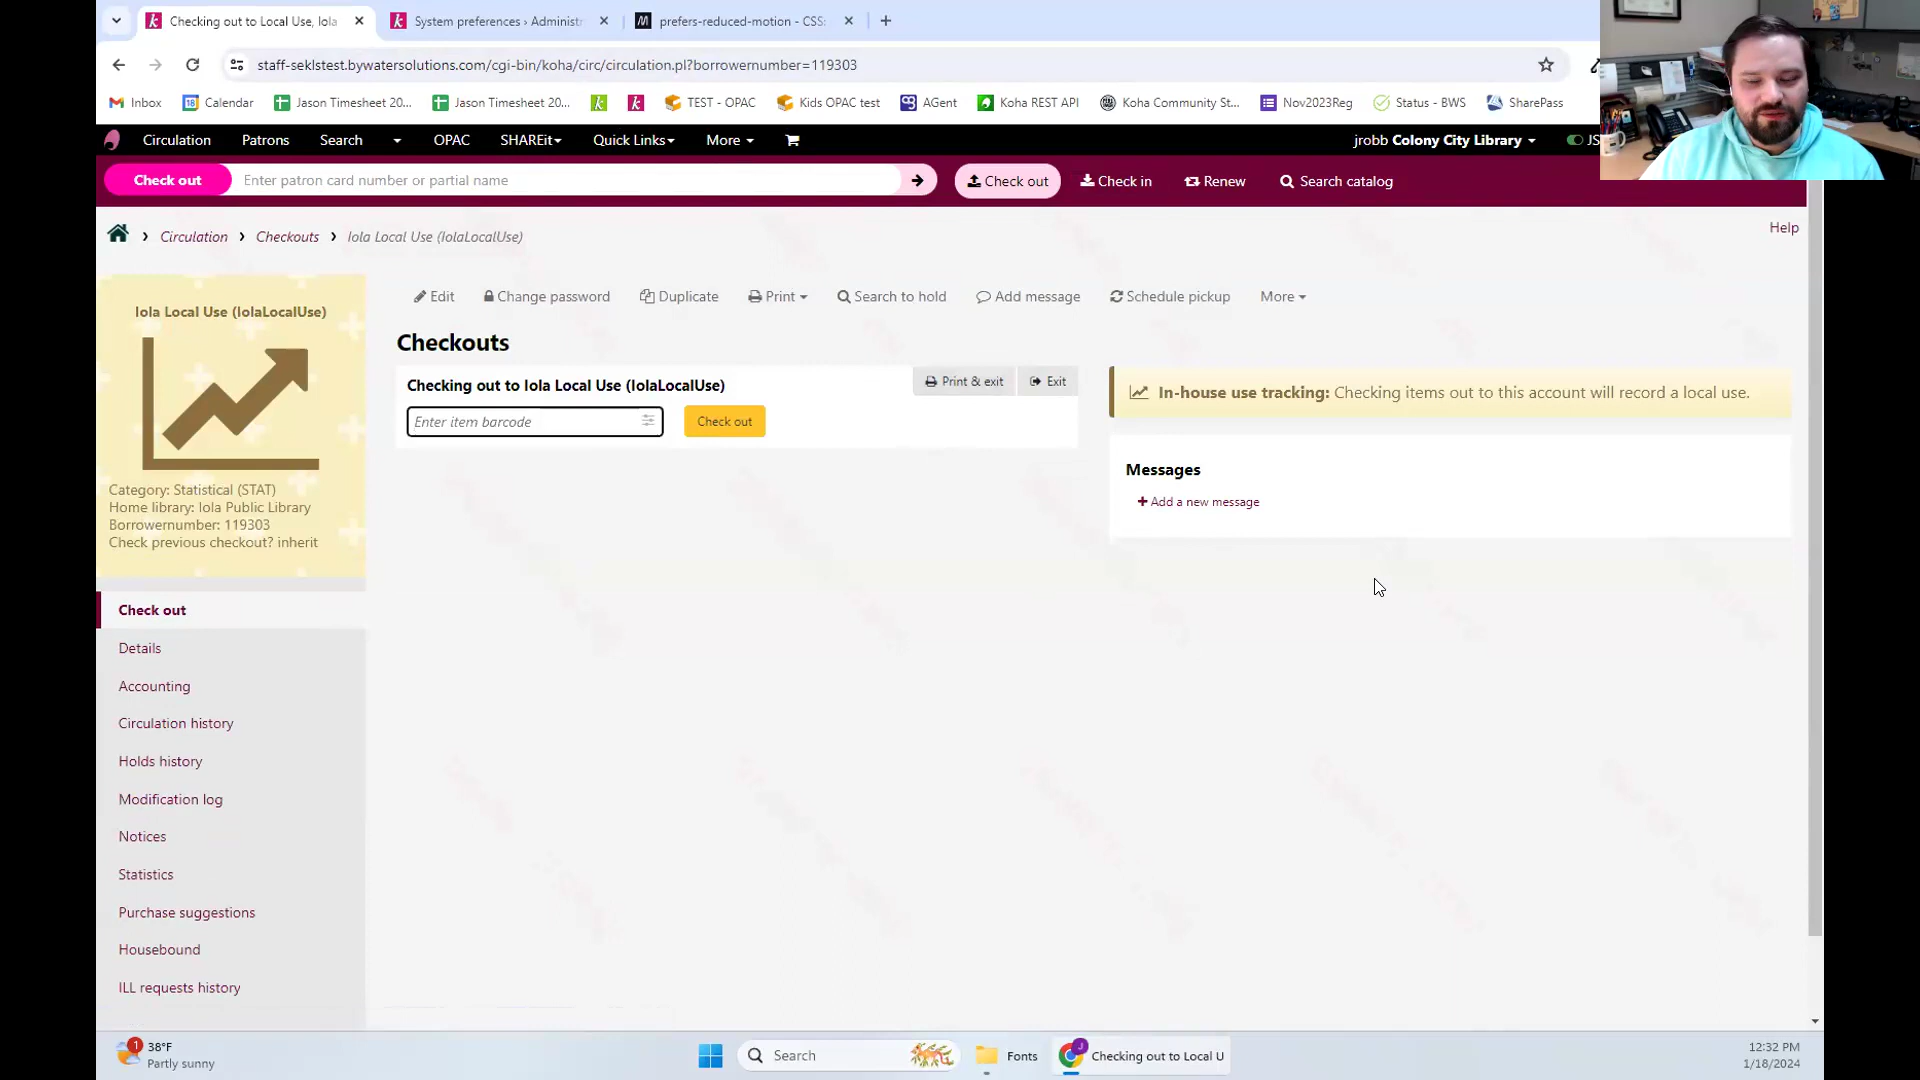 Checking out to Local Use, Iola
System preferences › Administr
prefers-reduced-motion - CSS:
staff-seklstest.bywatersolutions.com/cgi-bin/koha/circ/circulation.pl?borrowernumber=119303
Inbox
Calendar
Jason Timesheet 20...
Jason Timesheet 20...
TEST - OPAC
Kids OPAC test
AGent
Koha REST API
Koha Community St...
Nov2023Reg
Status - BWS
SharePass
Circulation
Patrons
Search
OPAC
SHAREit
Quick Links
More
jrobb Colony City Library
JS
Check out
Enter patron card number or partial name
Check out
Check in
Renew
Search catalog
Circulation › Checkouts › Iola Local Use (IolaLocalUse)
Help
Iola Local Use (IolaLocalUse)
Category: Statistical (STAT)
Home library: Iola Public Library
Borrowernumber: 119303
Check previous checkout? inherit
Edit
Change password
Duplicate
Print
Search to hold
Add message
Schedule pickup
More
Checkouts
Checking out to Iola Local Use (IolaLocalUse)
Print & exit
Exit
Enter item barcode
Check out
In-house use tracking: Checking items out to this account will record a local use.
Messages
+ Add a new message
Check out
Details
Accounting
Circulation history
Holds history
Modification log
Notices
Statistics
Purchase suggestions
Housebound
ILL requests history
1
38°F
Partly sunny
Search
Fonts
J
Checking out to Local U
12:32 PM
1/18/2024